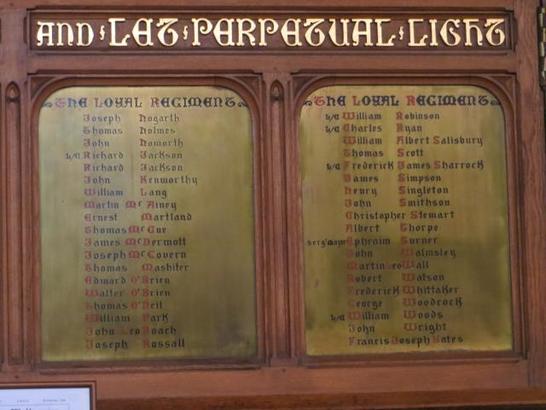 AND LET PERPETUAL LIGHT
THE LOYAL REGIMENT
Joseph Hogarth
Thomas Holmes
John Howorth
L/C Richard Jackson
Richard Jackson
John Kenworthy
William Lang
Martin McAiney
Ernest Martland
Thomas McCue
James McDermott
Joseph McGovern
Thomas Mashiter
Edward O'Brien
Walter O'Brien
Thomas O'Neil
William Park
John Leo Roach
Joseph Rossall
THE LOYAL REGIMENT
L/C William Robinson
L/C Charles Ryan
William Albert Salisbury
Thomas Scott
L/C Frederick James Sharrock
James Simpson
Henry Singleton
John Smithson
Christopher Stewart
Albert Thorpe
Ephraim Turner
John Walmsley
Martin Leo Wall
Robert Watson
Frederick Whittaker
George Woodrock
L/C William Woods
John Wright
Francis Joseph Yates